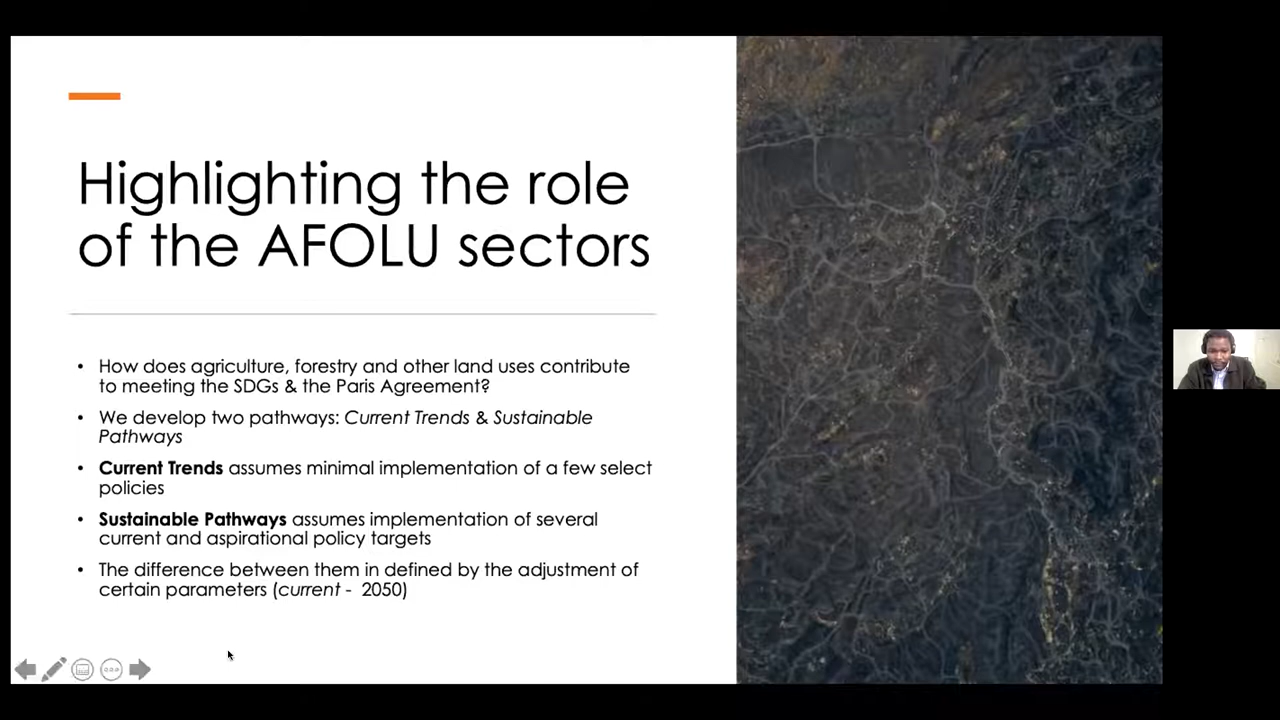 Highlighting the role
of the AFOLU sectors
• How does agriculture, forestry and other land uses contribute
to meeting the SDGs & the Paris Agreement?
• We develop two pathways: Current Trends & Sustainable
Pathways
• Current Trends assumes minimal implementation of a few select
policies
• Sustainable Pathways assumes implementation of several
current and aspirational policy targets
• The difference between them in defined by the adjustment of
certain parameters (current - 2050)